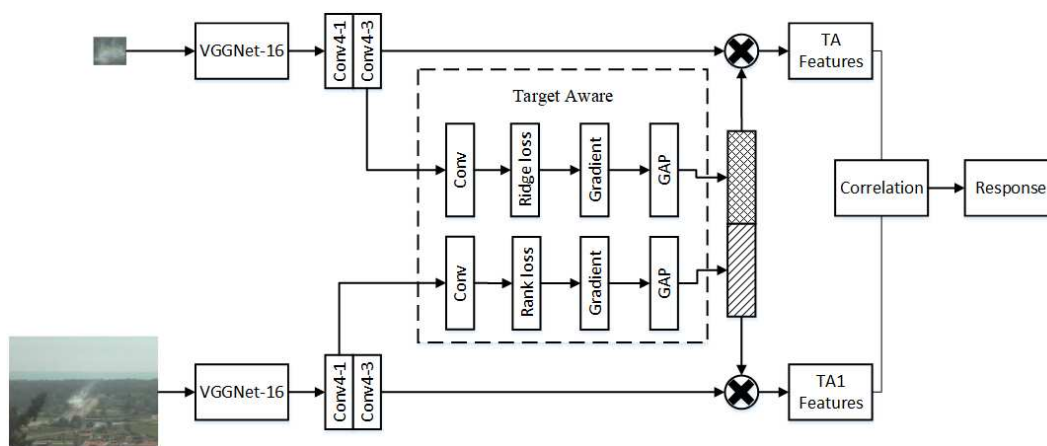 VGGNet-16
Conv4-1
Conv4-3
TA
Features
Target Aware
Conv
Ridge loss
Gradient
GAP
Correlation
Response
Conv
Rank loss
Gradient
GAP
VGGNet-16
Conv4-1
Conv4-3
TA1
Features